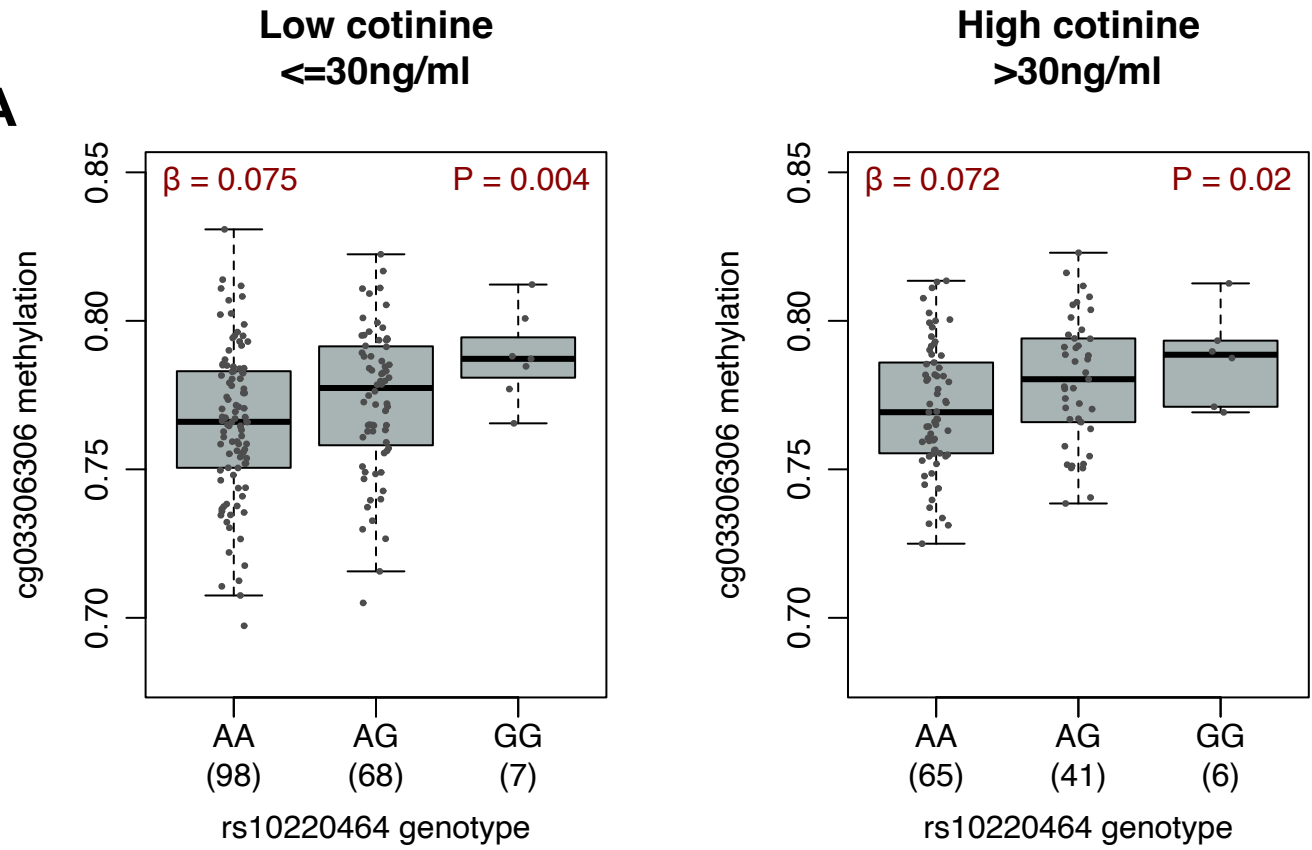 A
Low cotinine
<=30ng/ml
β = 0.075
P = 0.004
0.85
0.80
0.75
0.70
cg03306306 methylation
AA
AG
GG
(98)
(68)
(7)
rs10220464 genotype
High cotinine
>30ng/ml
β = 0.072
P = 0.02
0.85
0.80
0.75
0.70
cg03306306 methylation
AA
AG
GG
(65)
(41)
(6)
rs10220464 genotype